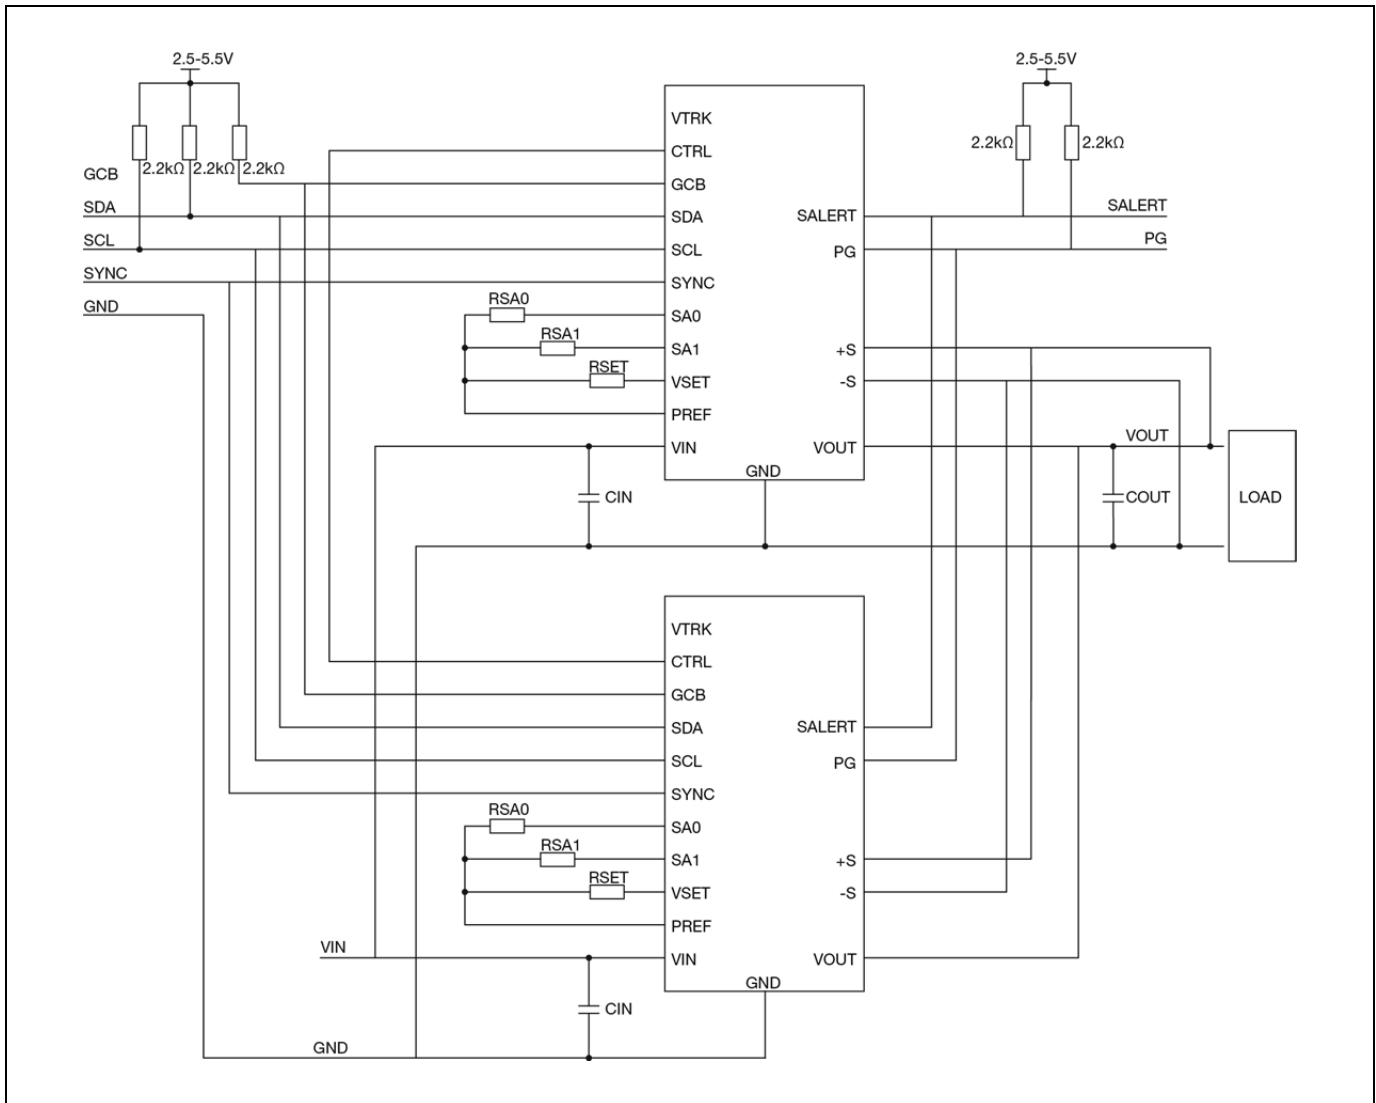 2.5-5.5V
2.5-5.5V
VTRK
2.2kΩ
2.2kΩ
CTRL
2.2kΩ
2.2kΩ
2.2kΩ
GCB
GCB
SDA
SDA
SALERT
SALERT
SCL
SCL
PG
PG
SYNC
SYNC
GND
RSA0
SA0
RSA1
SA1
+S
RSET
VSET
-S
PREF
VIN
VOUT
VOUT
GND
CIN
COUT
LOAD
VTRK
CTRL
GCB
SDA
SALERT
SCL
PG
SYNC
RSA0
SA0
RSA1
SA1
+S
RSET
VSET
-S
PREF
VIN
VIN
VOUT
GND
CIN
GND